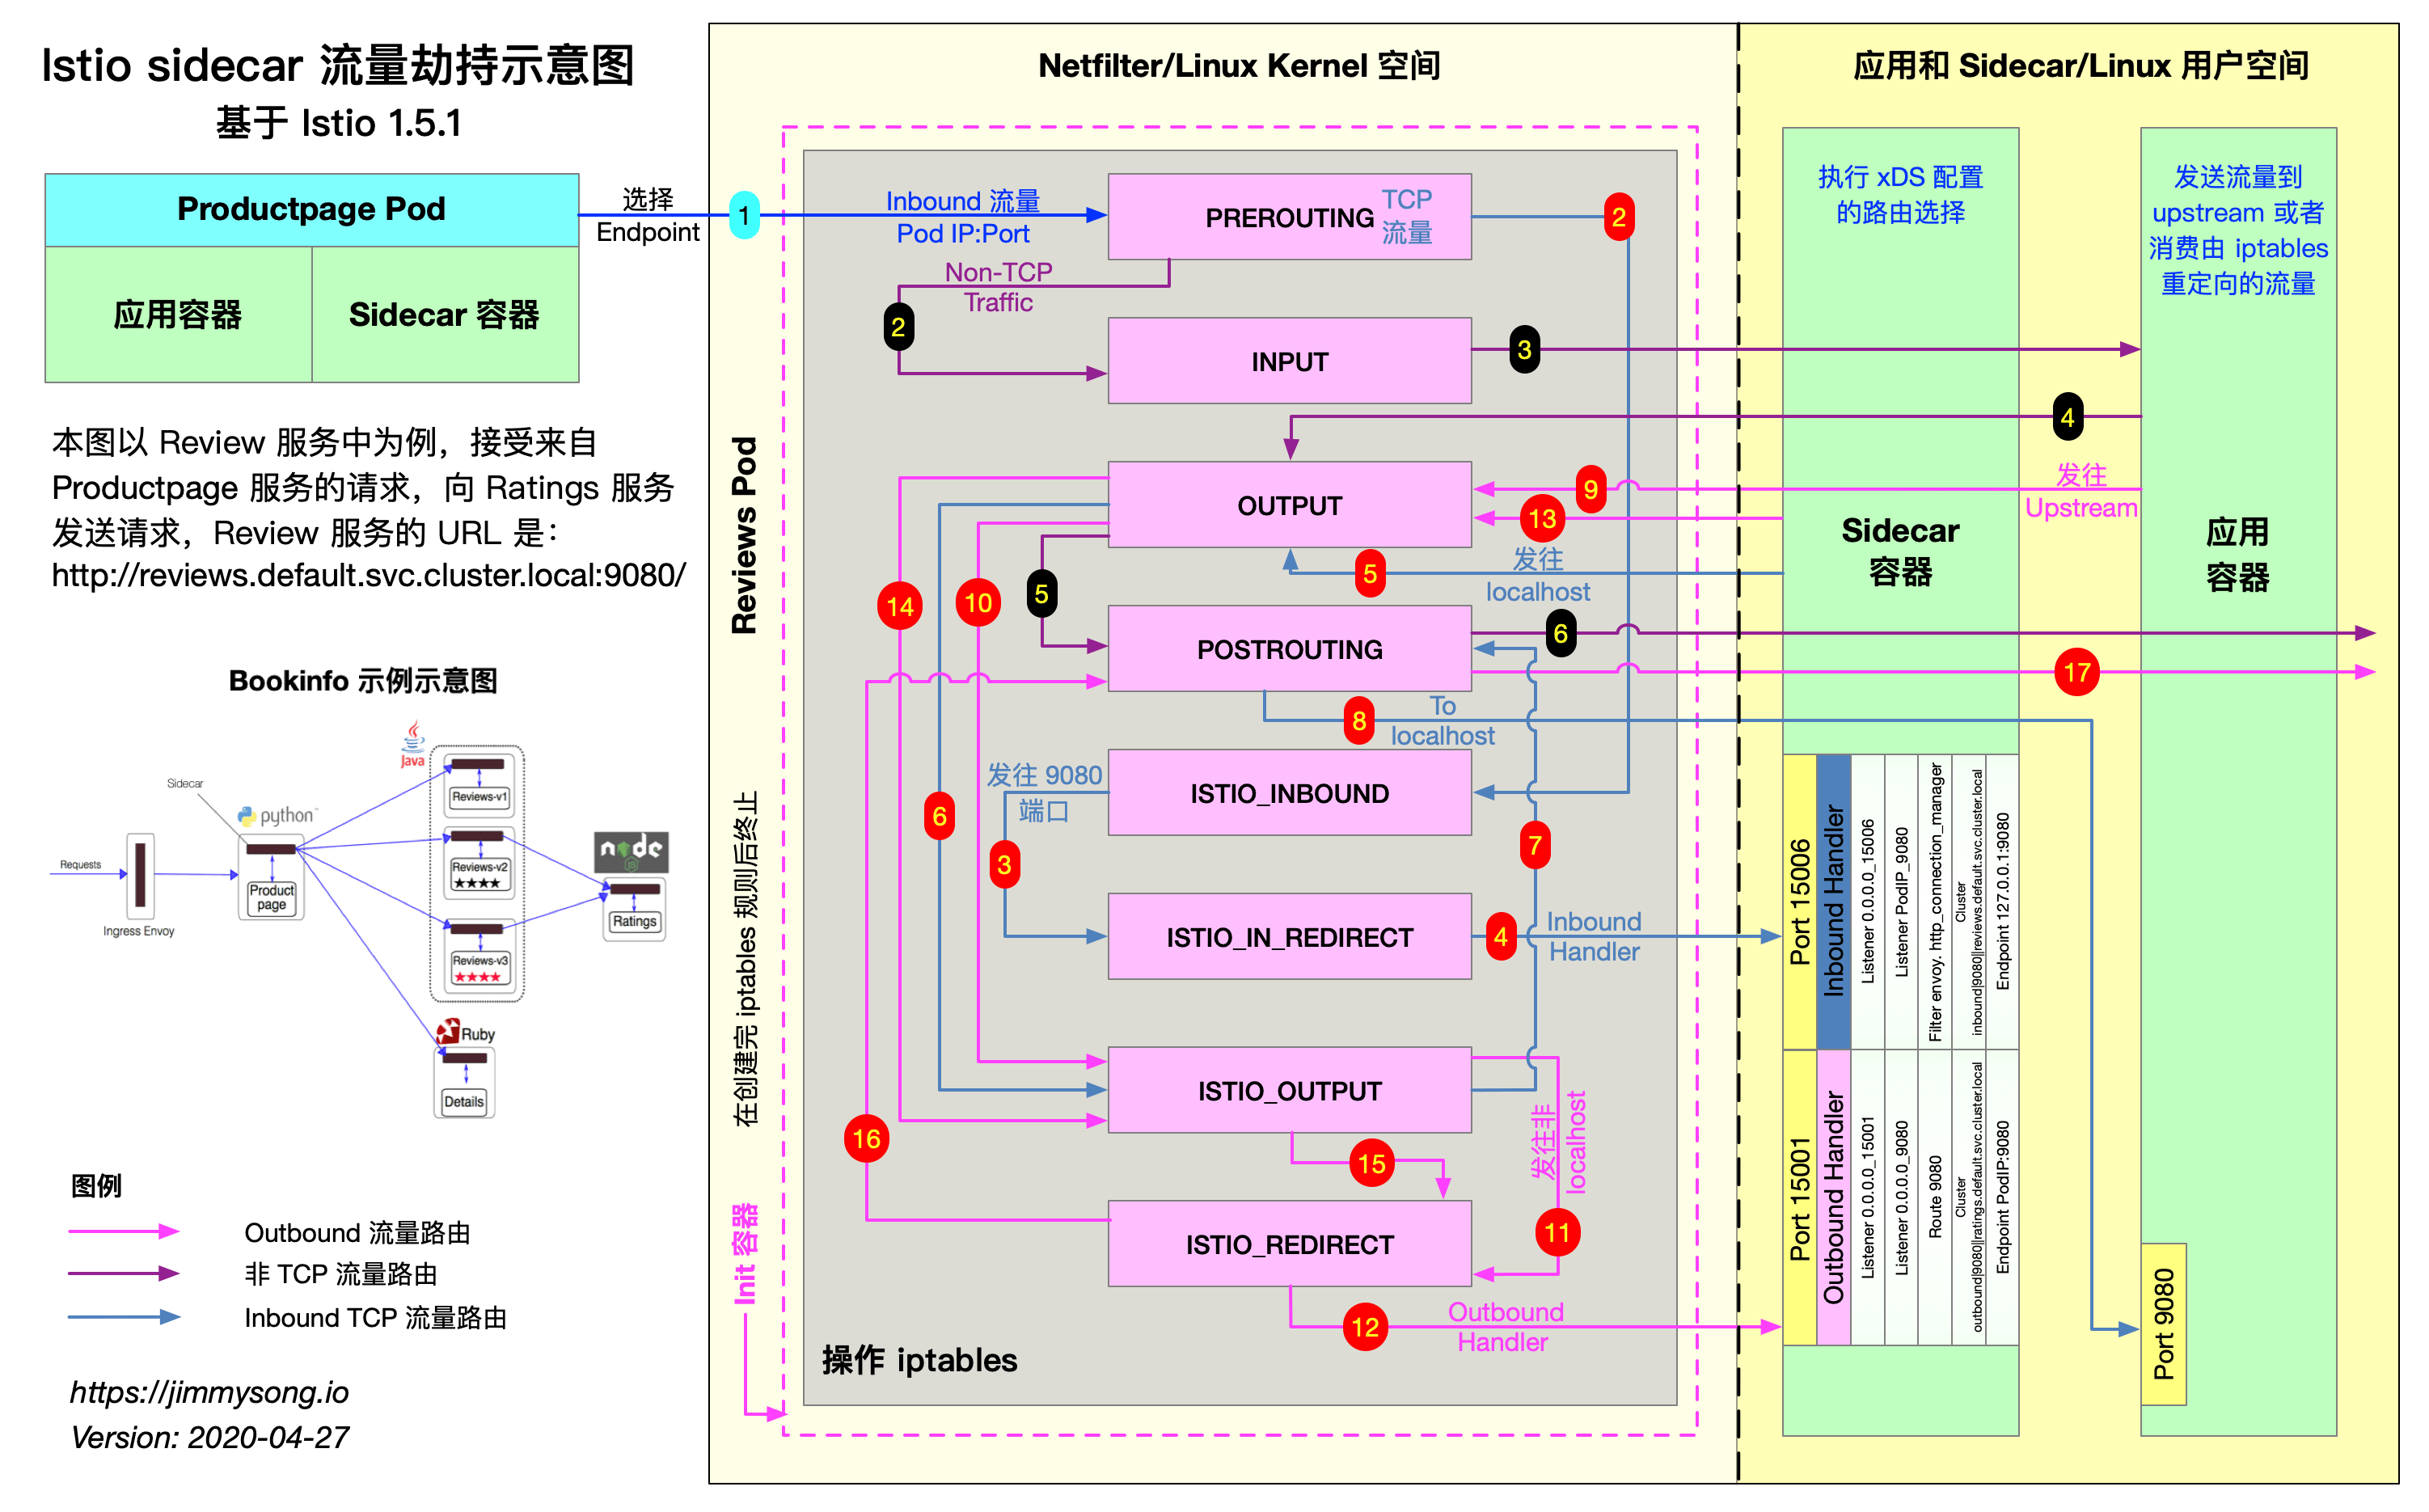 Istio sidecar 流量劫持示意图
基于 Istio 1.5.1
Productpage Pod
应用容器
Sidecar 容器
选择
Endpoint
本图以 Review 服务中为例，接受来自
Productpage 服务的请求，向 Ratings 服务
发送请求，Review 服务的 URL 是：
http://reviews.default.svc.cluster.local:9080/
Bookinfo 示例示意图
Java
Sidecar
python
Reviews-v1
Reviews-v2
★★★★
Reviews-v3
★★★★
node
JS
Requests
Product
page
Ratings
Ingress Envoy
Ruby
Details
图例
Outbound 流量路由
非 TCP 流量路由
Inbound TCP 流量路由
https://jimmysong.io
Version: 2020-04-27
Netfilter/Linux Kernel 空间
Reviews Pod
在创建完 iptables 规则后终止
Init 容器
1
Inbound 流量
Pod IP:Port
PREROUTING
TCP
流量
2
Non-TCP
Traffic
2
INPUT
3
4
OUTPUT
9
13
发往
Upstream
5
发往
localhost
14
10
5
POSTROUTING
6
17
8
To
localhost
发往 9080
端口
ISTIO_INBOUND
6
3
7
ISTIO_IN_REDIRECT
4
Inbound
Handler
ISTIO_OUTPUT
16
15
发往非
localhost
ISTIO_REDIRECT
11
12
Outbound
Handler
操作 iptables
应用和 Sidecar/Linux 用户空间
执行 xDS 配置
的路由选择
Sidecar
容器
发送流量到
upstream 或者
消费由 iptables
重定向的流量
应用
容器
Port 15006
Inbound Handler
Listener 0.0.0.0_15006
Listener PodIP_9080
Filter envoy. http_connection_manager
Cluster
inbound|9080||reviews.default.svc.cluster.local
Endpoint 127.0.0.1:9080
Port 15001
Outbound Handler
Listener 0.0.0.0_15001
Listener 0.0.0.0_9080
Route 9080
Cluster
outbound|9080||ratings.default.svc.cluster.local
Endpoint PodIP:9080
Port 9080